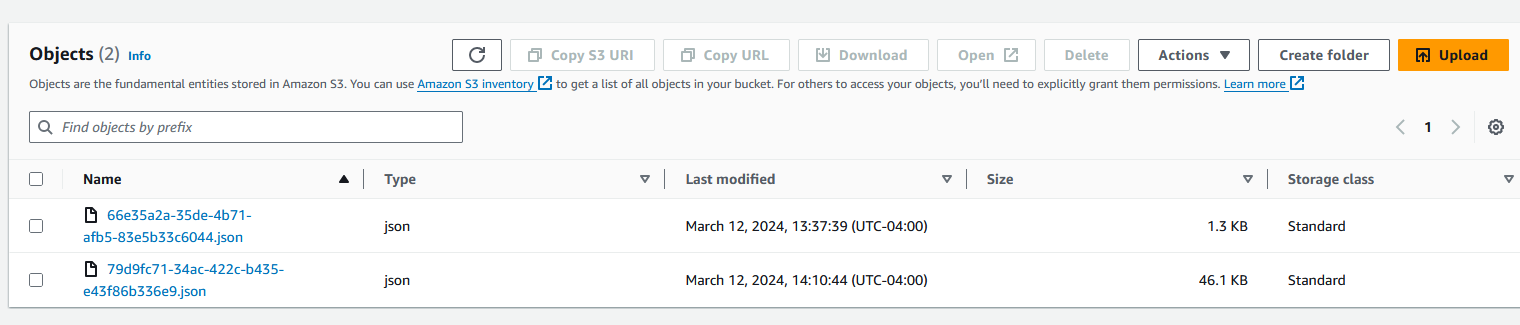 Objects (2) Info
Copy S3 URI Copy URL Download Open Delete Actions Create folder Upload
Objects are the fundamental entities stored in Amazon S3. You can use Amazon S3 inventory to get a list of all objects in your bucket. For others to access your objects, you'll need to explicitly grant them permissions. Learn more
Find objects by prefix
1
Name Type Last modified Size Storage class
66e35a2a-35de-4b71-
afb5-83e5b33c6044.json json March 12, 2024, 13:37:39 (UTC-04:00) 1.3 KB Standard
79d9fc71-34ac-422c-b435-
e43f86b336e9.json json March 12, 2024, 14:10:44 (UTC-04:00) 46.1 KB Standard